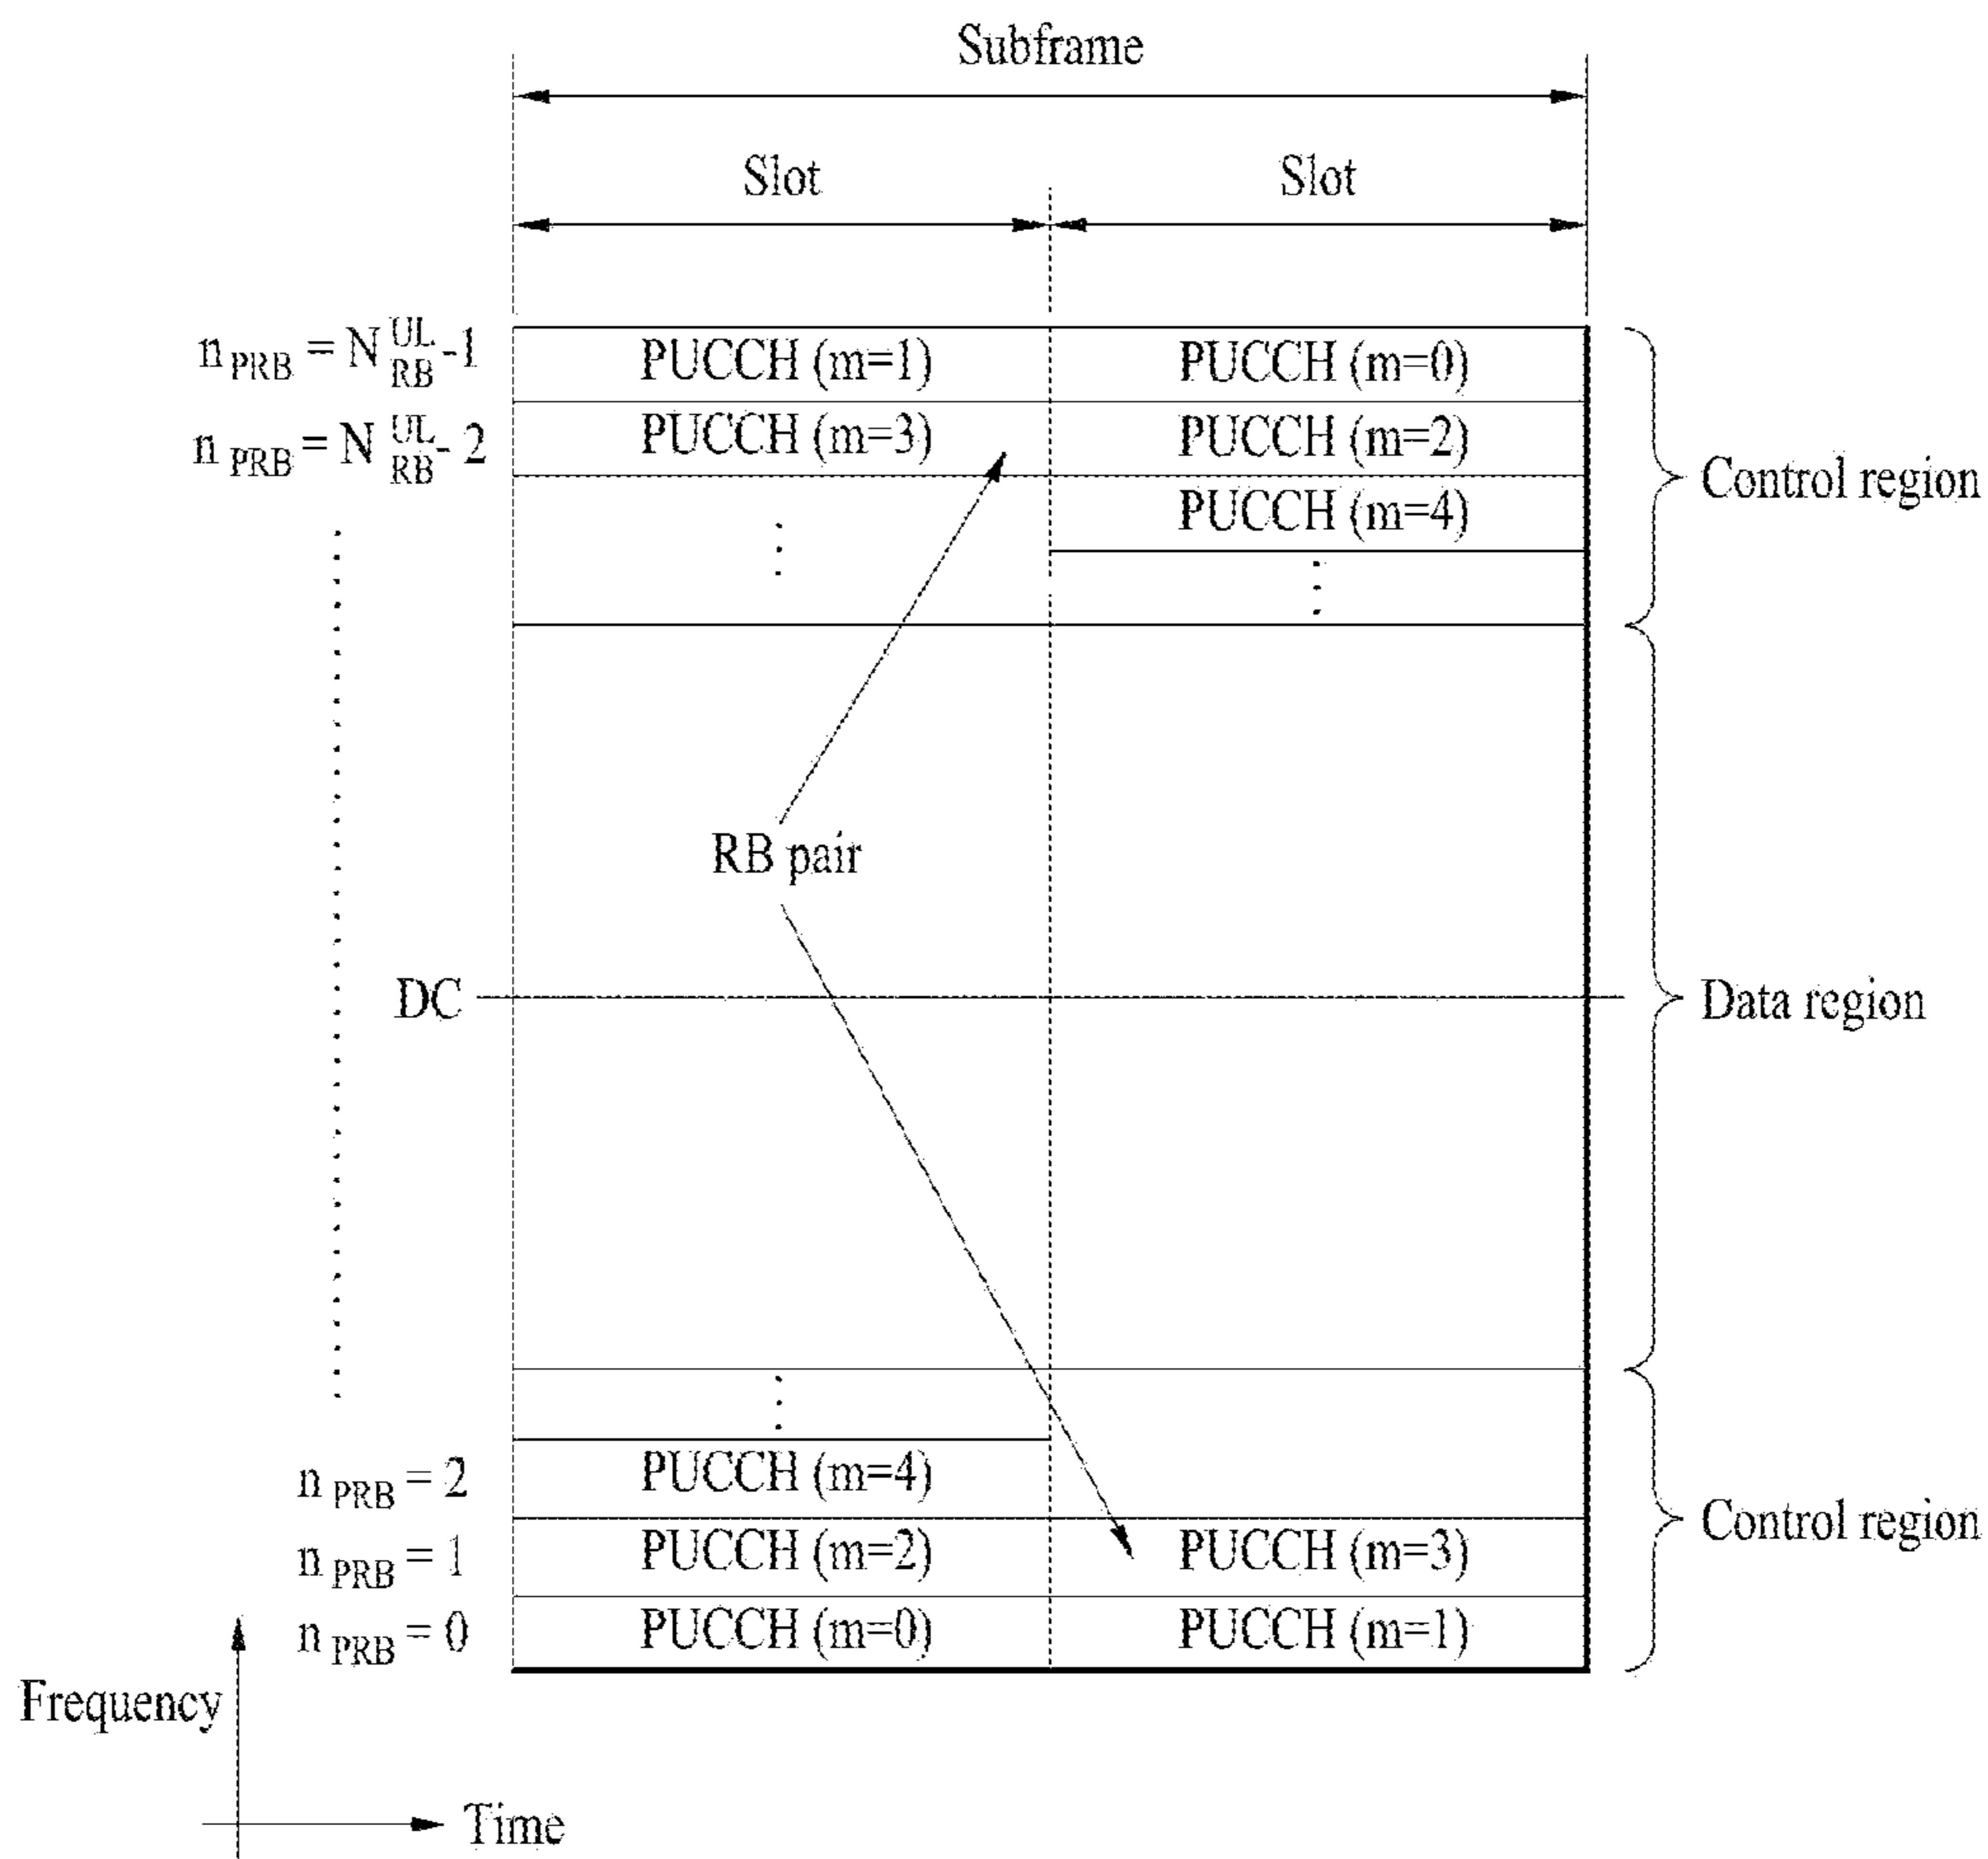 Subframe
Slot Slot
n PRB = N UL RB -1 PUCCH (m=1) PUCCH (m=0)
n PRB = N UL RB - 2 PUCCH (m=3) PUCCH (m=2)
Control region
PUCCH (m=4)
RB pair
DC
Data region
n PRB = 2 PUCCH (m=4)
Control region
n PRB = 1 PUCCH (m=2) PUCCH (m=3)
n PRB = 0 PUCCH (m=0) PUCCH (m=1)
Frequency
Time